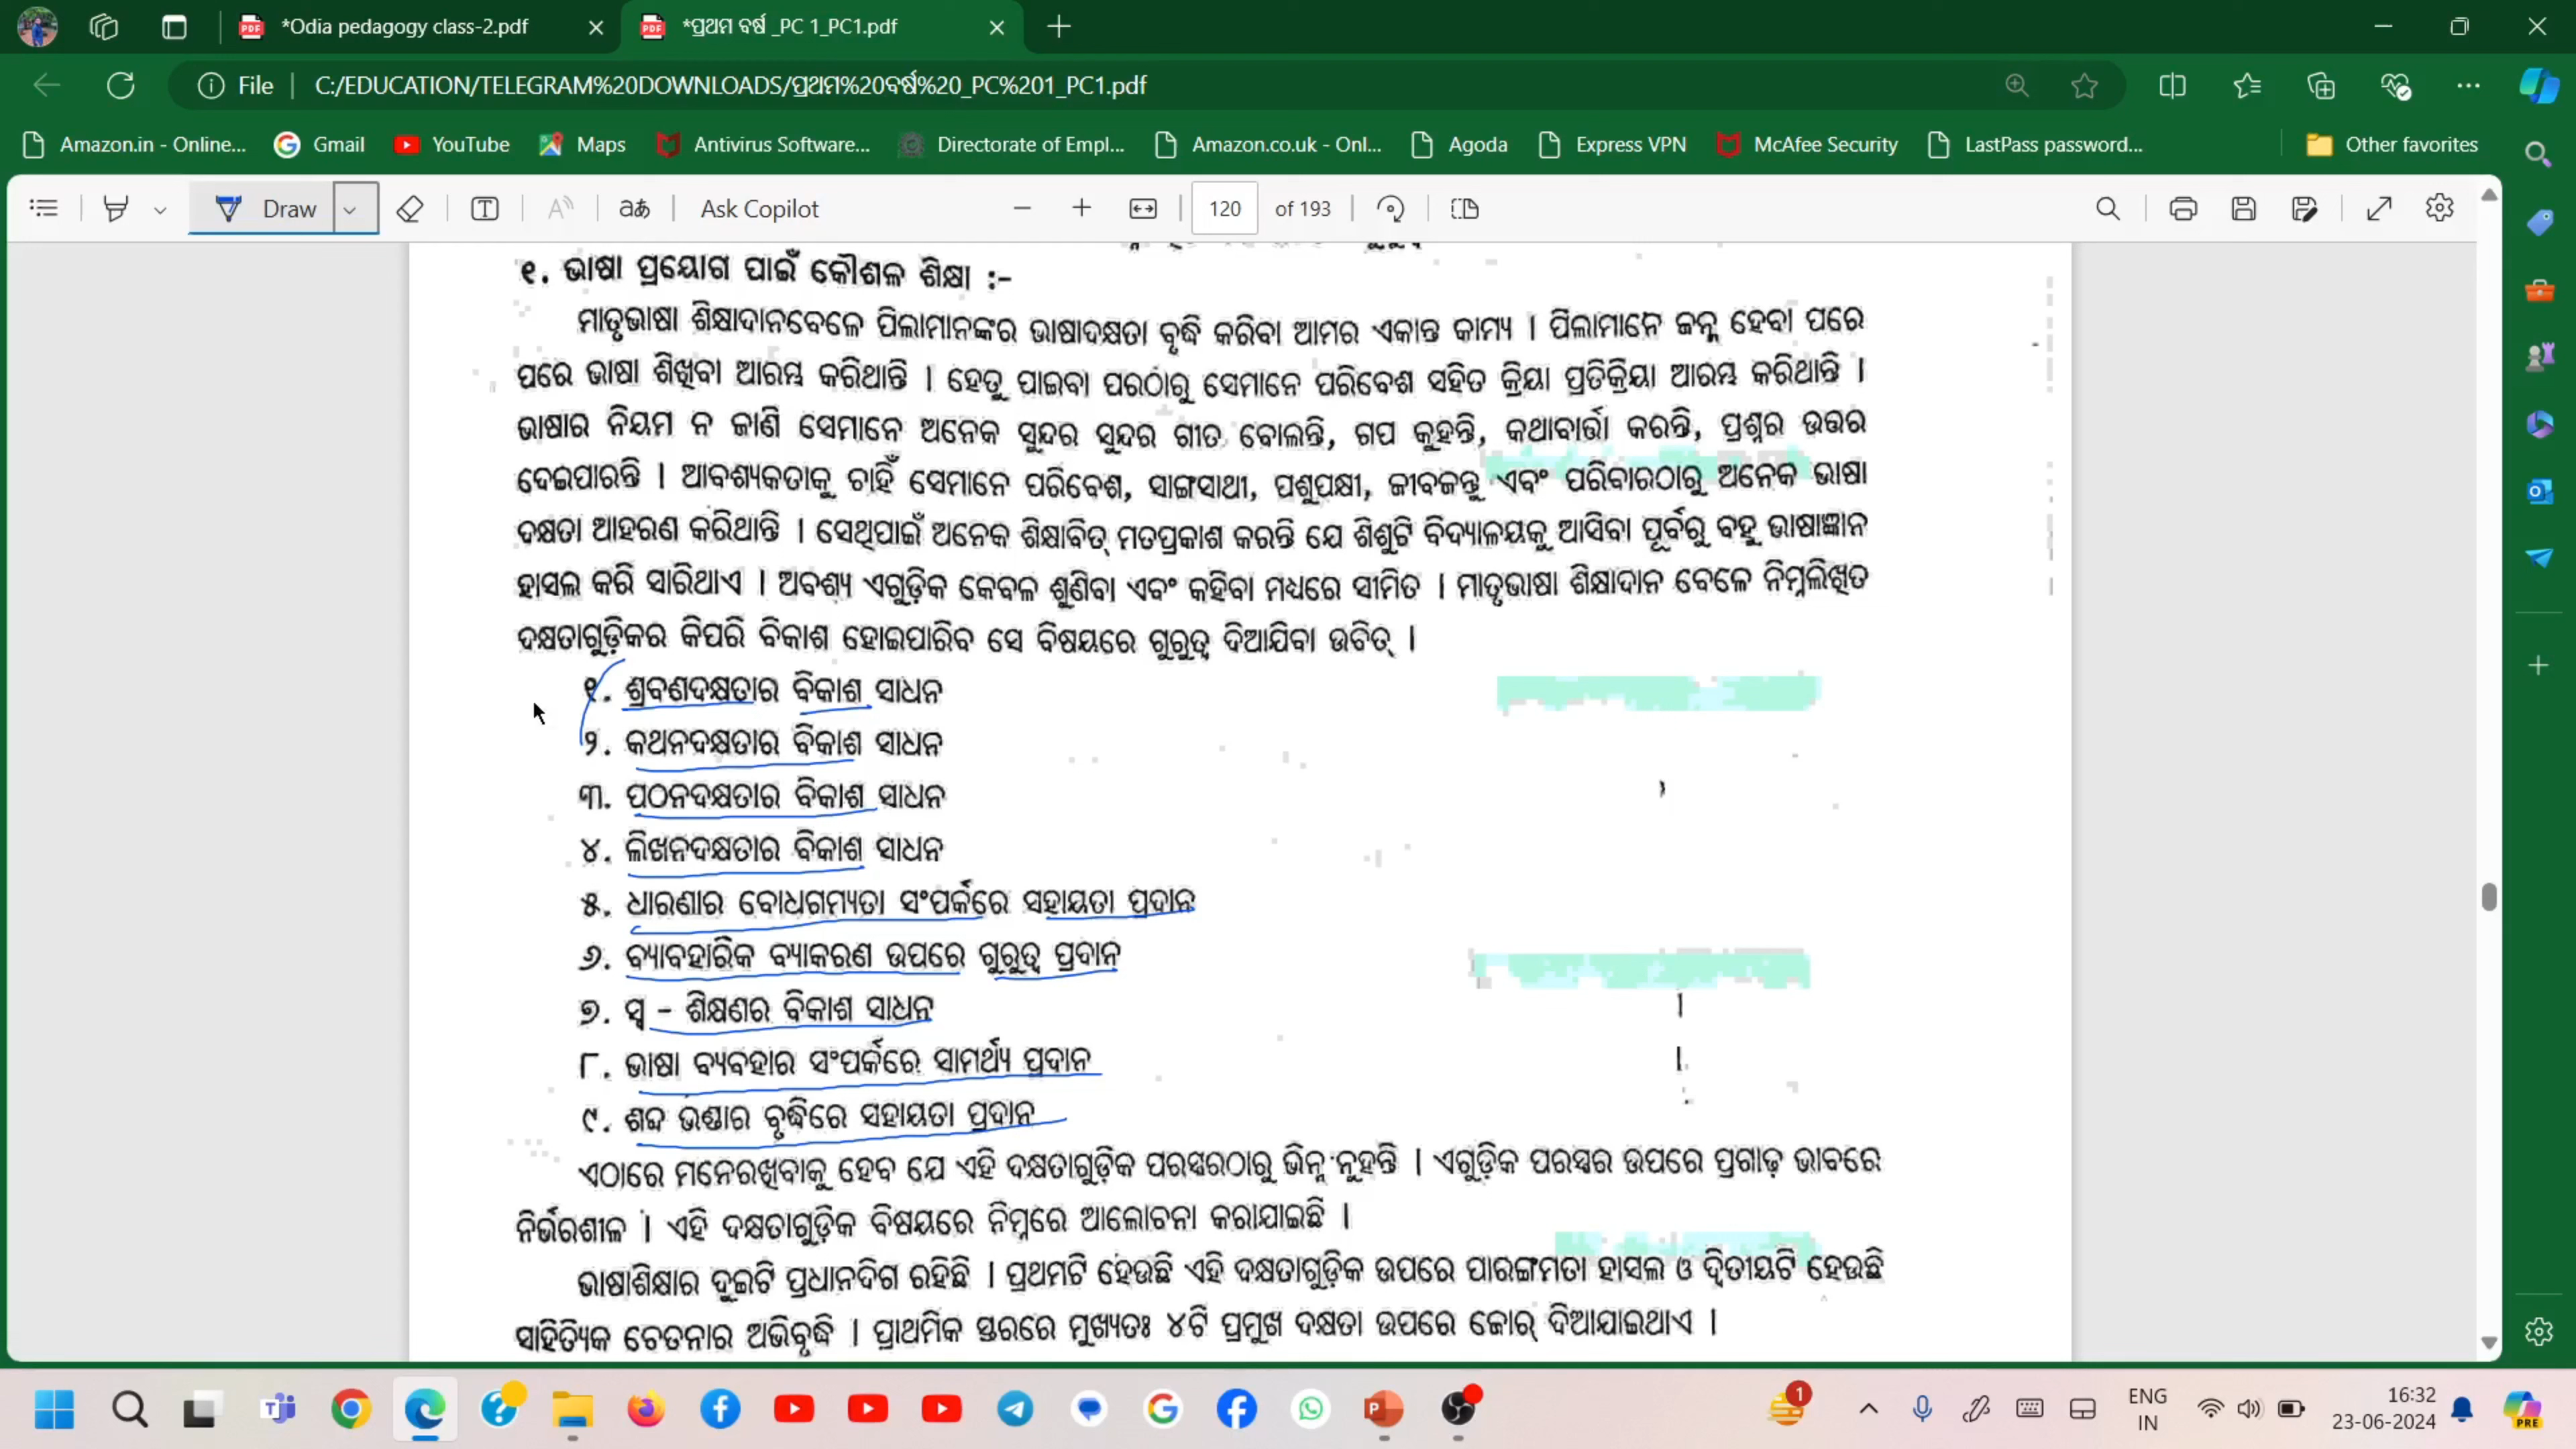 *Odia pedagogy class-2.pdf
*ପ୍ରଥମ ବର୍ଷ _PC 1_PC1.pdf
File
C:/EDUCATION/TELEGRAM%20DOWNLOADS/ପ୍ରଥମ%20ବର୍ଷ%20_PC%201_PC1.pdf
Amazon.in - Online...
Gmail
YouTube
Maps
Antivirus Software...
Directorate of Empl...
Amazon.co.uk - Onl...
Agoda
Express VPN
McAfee Security
LastPass password...
Other favorites
Draw
Ask Copilot
120 of 193
୧. ଭାଷା ପ୍ରୟୋଗ ପାଇଁ କୌଶଳ ଶିକ୍ଷା :-
ମାତୃଭାଷା ଶିକ୍ଷାଦାନବେଳେ ପିଲାମାନଙ୍କର ଭାଷାଦକ୍ଷତା ବୃଦ୍ଧି କରିବା ଆମର ଏକାନ୍ତ କାମ୍ୟ । ପିଲାମାନେ ଜନ୍ମ ହେବା ପରେ
ପରେ ଭାଷା ଶିଖିବା ଆରମ୍ଭ କରିଥାନ୍ତି । ହେତୁ ପାଇବା ପରଠାରୁ ସେମାନେ ପରିବେଶ ସହିତ କ୍ରିୟା ପ୍ରତିକ୍ରିୟା ଆରମ୍ଭ କରିଥାନ୍ତି ।
ଭାଷାର ନିୟମ ନ ଜାଣି ସେମାନେ ଅନେକ ସୁନ୍ଦର ସୁନ୍ଦର ଗୀତ ବୋଲନ୍ତି, ଗପ କୁହନ୍ତି, କଥାବାର୍ତ୍ତା କରନ୍ତି, ପ୍ରଶ୍ନର ଉତ୍ତର
ଦେଇପାରନ୍ତି । ଆବଶ୍ୟକତାକୁ ଚାହିଁ ସେମାନେ ପରିବେଶ, ସାଙ୍ଗସାଥୀ, ପଶୁପକ୍ଷୀ, ଜୀବଜନ୍ତୁ ଏବଂ ପରିବାରଠାରୁ ଅନେକ ଭାଷା
ଦକ୍ଷତା ଆହରଣ କରିଥାନ୍ତି । ସେଥିପାଇଁ ଅନେକ ଶିକ୍ଷାବିତ୍ ମତପ୍ରକାଶ କରନ୍ତି ଯେ ଶିଶୁଟି ବିଦ୍ୟାଳୟକୁ ଆସିବା ପୂର୍ବରୁ ବହୁ ଭାଷାଜ୍ଞାନ
ହାସଲ କରି ସାରିଥାଏ । ଅବଶ୍ୟ ଏଗୁଡ଼ିକ କେବଳ ଶୁଣିବା ଏବଂ କହିବା ମଧ୍ୟରେ ସୀମିତ । ମାତୃଭାଷା ଶିକ୍ଷାଦାନ ବେଳେ ନିମ୍ନଲିଖିତ
ଦକ୍ଷତାଗୁଡ଼ିକର କିପରି ବିକାଶ ହୋଇପାରିବ ସେ ବିଷୟରେ ଗୁରୁତ୍ୱ ଦିଆଯିବା ଉଚିତ୍ ।
୧. ଶ୍ରବଣଦକ୍ଷତାର ବିକାଶ ସାଧନ
୨. କଥନଦକ୍ଷତାର ବିକାଶ ସାଧନ
୩. ପଠନଦକ୍ଷତାର ବିକାଶ ସାଧନ
୪. ଲିଖନଦକ୍ଷତାର ବିକାଶ ସାଧନ
୫. ଧାରଣାର ବୋଧଗମ୍ୟତା ସଂପର୍କରେ ସହାୟତା ପ୍ରଦାନ
୬. ବ୍ୟାବହାରିକ ବ୍ୟାକରଣ ଉପରେ ଗୁରୁତ୍ୱ ପ୍ରଦାନ
୭. ସ୍ୱ - ଶିକ୍ଷଣର ବିକାଶ ସାଧନ
୮. ଭାଷା ବ୍ୟବହାର ସଂପର୍କରେ ସାମର୍ଥ୍ୟ ପ୍ରଦାନ
୯. ଶବ୍ଦ ଭଣ୍ଡାର ବୃଦ୍ଧିରେ ସହାୟତା ପ୍ରଦାନ
ଏଠାରେ ମନେରଖିବାକୁ ହେବ ଯେ ଏହି ଦକ୍ଷତାଗୁଡ଼ିକ ପରସ୍ପରଠାରୁ ଭିନ୍ନ ନୁହନ୍ତି । ଏଗୁଡ଼ିକ ପରସ୍ପର ଉପରେ ପ୍ରଗାଢ଼ ଭାବରେ
ନିର୍ଭରଶୀଳ । ଏହି ଦକ୍ଷତାଗୁଡ଼ିକ ବିଷୟରେ ନିମ୍ନରେ ଆଲୋଚନା କରାଯାଇଛି ।
ଭାଷାଶିକ୍ଷାର ଦୁଇଟି ପ୍ରଧାନଦିଗ ରହିଛି । ପ୍ରଥମଟି ହେଉଛି ଏହି ଦକ୍ଷତାଗୁଡ଼ିକ ଉପରେ ପାରଙ୍ଗମତା ହାସଲ ଓ ଦ୍ୱିତୀୟଟି ହେଉଛି
ସାହିତ୍ୟିକ ଚେତନାର ଅଭିବୃଦ୍ଧି । ପ୍ରାଥମିକ ସ୍ତରରେ ମୁଖ୍ୟତଃ ୪ଟି ପ୍ରମୁଖ ଦକ୍ଷତା ଉପରେ ଜୋର୍ ଦିଆଯାଇଥାଏ ।
ENG
IN
16:32
23-06-2024